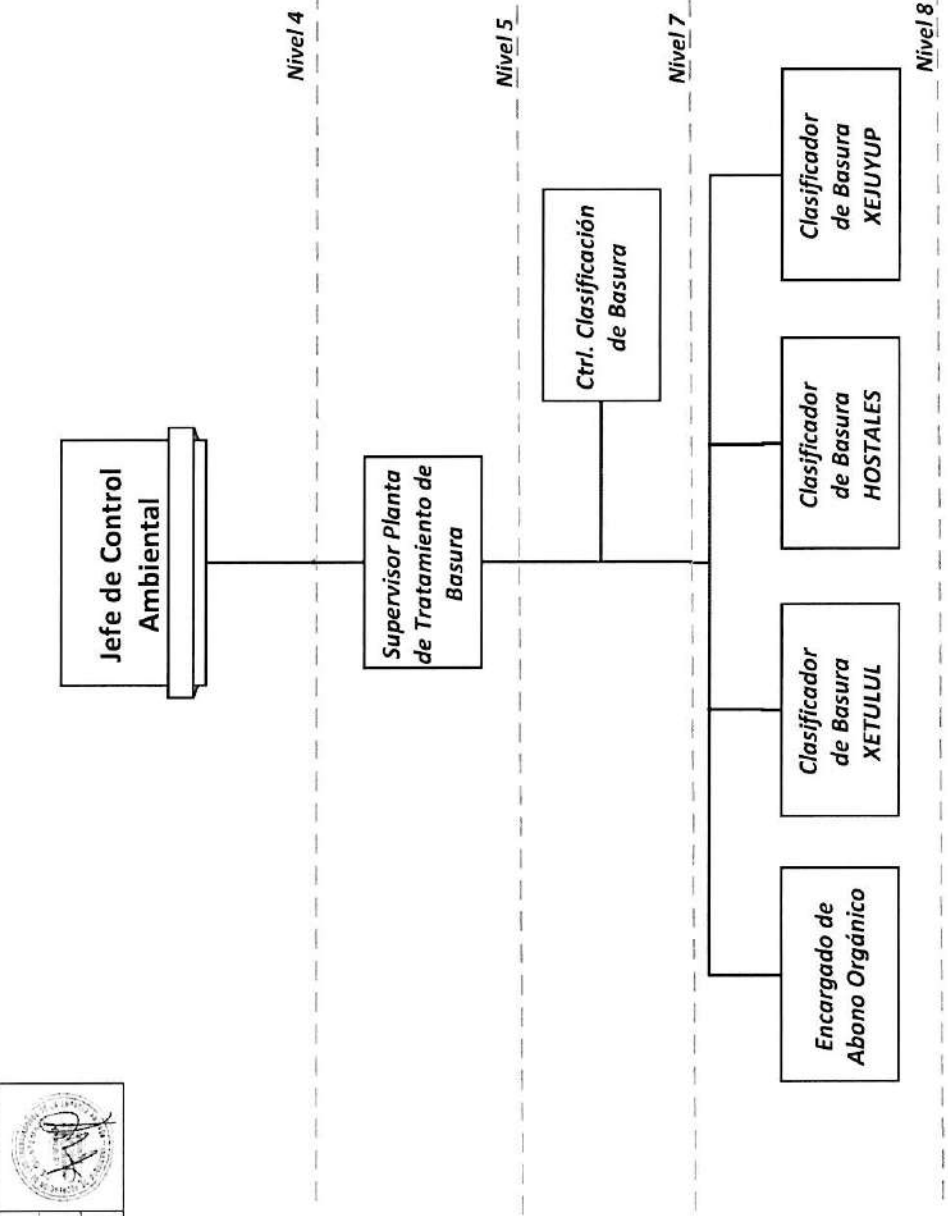 Jefe de Control
Ambiental
Nivel 4
Supervisor Planta
de Tratamiento de
Basura
Nivel 5
Ctrl. Clasificación
de Basura
Nivel 7
Encargado de
Abono Orgánico
Clasificador
de Basura
XETULUL
Clasificador
de Basura
HOSTALES
Clasificador
de Basura
XEJUYUP
Nivel 8